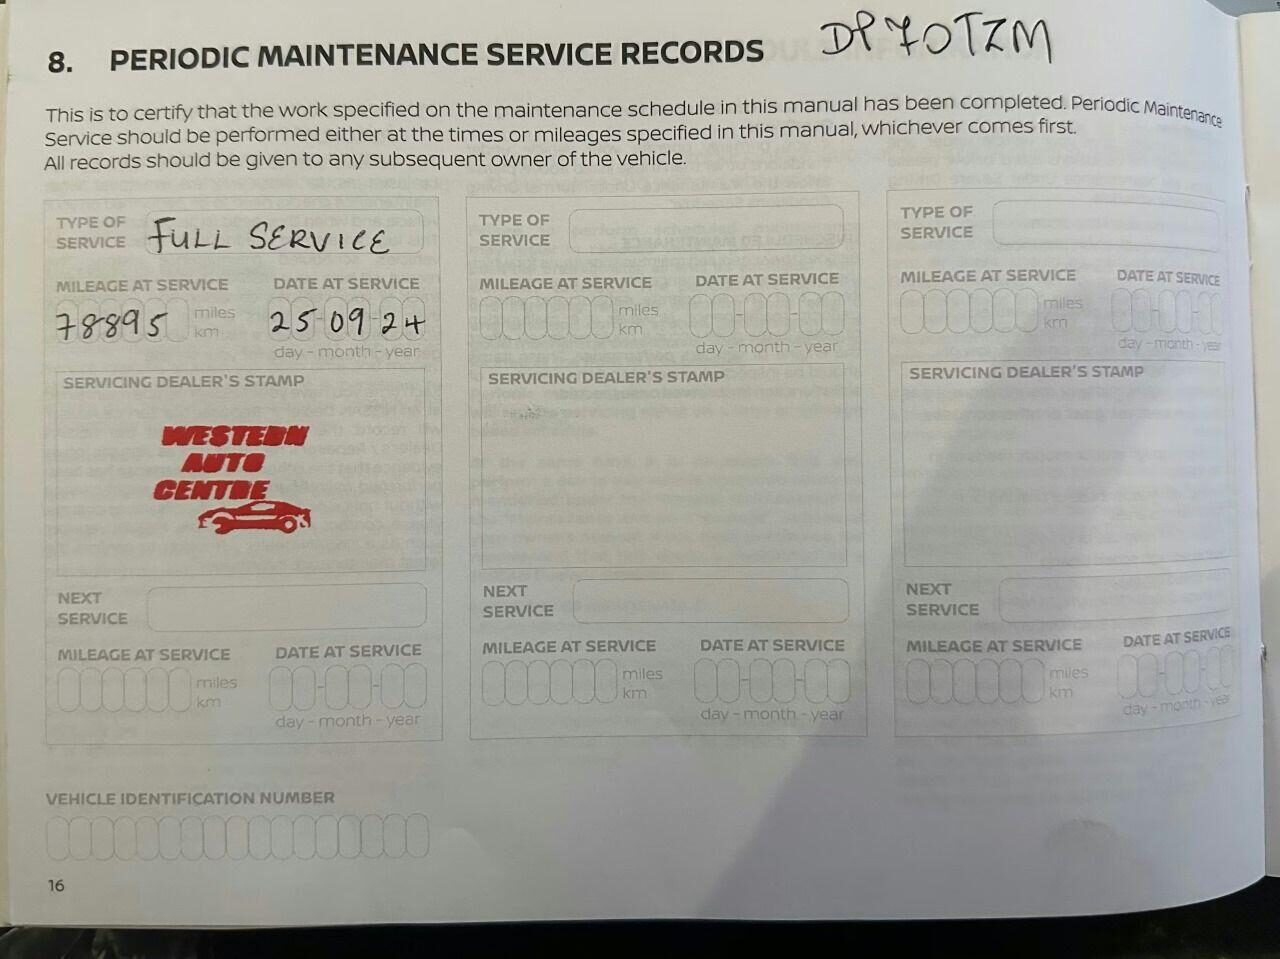 DP70TZM
8. PERIODIC MAINTENANCE SERVICE RECORDS
This is to certify that the work specified on the maintenance schedule in this manual has been completed. Periodic Maintenance
Service should be performed either at the times or mileages specified in this manual, whichever comes first.
All records should be given to any subsequent owner of the vehicle.
TYPE OF
SERVICE FULL SERVICE
MILEAGE AT SERVICE DATE AT SERVICE
78895 miles
km 25-09-24
day - month - year
SERVICING DEALER'S STAMP
WESTERN
AUTO
CENTRE
NEXT
SERVICE
MILEAGE AT SERVICE DATE AT SERVICE
miles
km
day - month - year
TYPE OF
SERVICE
MILEAGE AT SERVICE DATE AT SERVICE
miles
km
day - month - year
SERVICING DEALER'S STAMP
NEXT
SERVICE
MILEAGE AT SERVICE DATE AT SERVICE
miles
km
day - month - year
TYPE OF
SERVICE
MILEAGE AT SERVICE DATE AT SERVICE
miles
km
day - month - year
SERVICING DEALER'S STAMP
NEXT
SERVICE
MILEAGE AT SERVICE DATE AT SERVICE
miles
km
day - month - year
VEHICLE IDENTIFICATION NUMBER
16